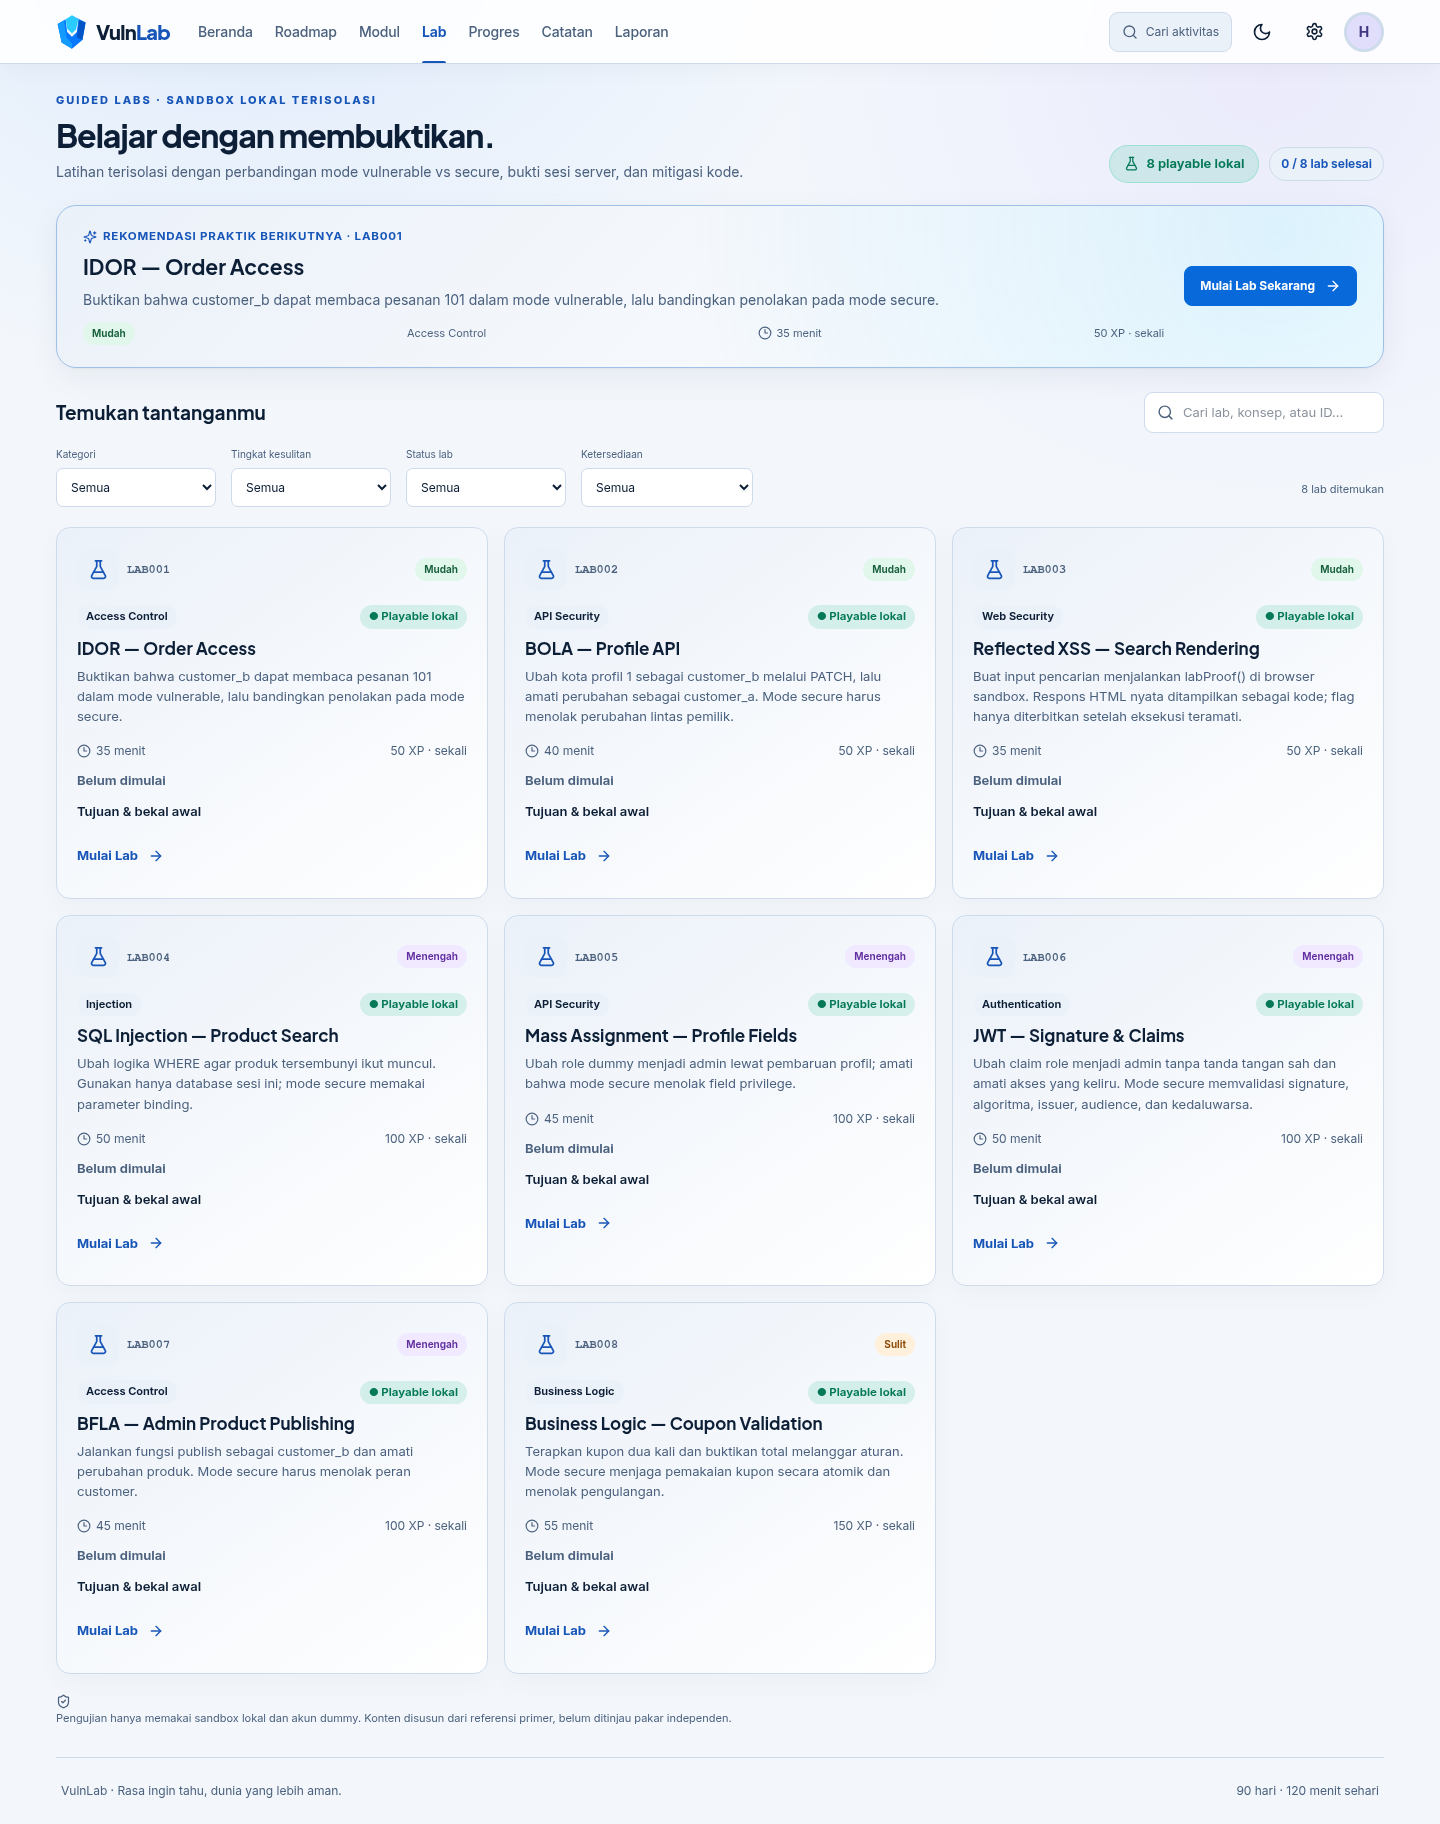 VulnLab
Beranda
Roadmap
Modul
Lab
Progres
Catatan
Laporan
Cari aktivitas
H
GUIDED LABS · SANDBOX LOKAL TERISOLASI
Belajar dengan membuktikan.
Latihan terisolasi dengan perbandingan mode vulnerable vs secure, bukti sesi server, dan mitigasi kode.
8 playable lokal
0 / 8 lab selesai
REKOMENDASI PRAKTIK BERIKUTNYA · LAB001
IDOR — Order Access
Buktikan bahwa customer_b dapat membaca pesanan 101 dalam mode vulnerable, lalu bandingkan penolakan pada mode secure.
Mudah
Access Control
35 menit
50 XP · sekali
Mulai Lab Sekarang
Temukan tantanganmu
Cari lab, konsep, atau ID...
Kategori
Tingkat kesulitan
Status lab
Ketersediaan
Semua
Semua
Semua
Semua
8 lab ditemukan
LAB001
Mudah
Access Control
Playable lokal
IDOR — Order Access
Buktikan bahwa customer_b dapat membaca pesanan 101
dalam mode vulnerable, lalu bandingkan penolakan pada mode
secure.
35 menit
50 XP · sekali
Belum dimulai
Tujuan & bekal awal
Mulai Lab
LAB002
Mudah
API Security
Playable lokal
BOLA — Profile API
Ubah kota profil 1 sebagai customer_b melalui PATCH, lalu
amati perubahan sebagai customer_a. Mode secure harus
menolak perubahan lintas pemilik.
40 menit
50 XP · sekali
Belum dimulai
Tujuan & bekal awal
Mulai Lab
LAB003
Mudah
Web Security
Playable lokal
Reflected XSS — Search Rendering
Buat input pencarian menjalankan labProof() di browser
sandbox. Respons HTML nyata ditampilkan sebagai kode; flag
hanya diterbitkan setelah eksekusi teramati.
35 menit
50 XP · sekali
Belum dimulai
Tujuan & bekal awal
Mulai Lab
LAB004
Menengah
Injection
Playable lokal
SQL Injection — Product Search
Ubah logika WHERE agar produk tersembunyi ikut muncul.
Gunakan hanya database sesi ini; mode secure memakai
parameter binding.
50 menit
100 XP · sekali
Belum dimulai
Tujuan & bekal awal
Mulai Lab
LAB005
Menengah
API Security
Playable lokal
Mass Assignment — Profile Fields
Ubah role dummy menjadi admin lewat pembaruan profil; amati
bahwa mode secure menolak field privilege.
45 menit
100 XP · sekali
Belum dimulai
Tujuan & bekal awal
Mulai Lab
LAB006
Menengah
Authentication
Playable lokal
JWT — Signature & Claims
Ubah claim role menjadi admin tanpa tanda tangan sah dan
amati akses yang keliru. Mode secure memvalidasi signature,
algoritma, issuer, audience, dan kedaluwarsa.
50 menit
100 XP · sekali
Belum dimulai
Tujuan & bekal awal
Mulai Lab
LAB007
Menengah
Access Control
Playable lokal
BFLA — Admin Product Publishing
Jalankan fungsi publish sebagai customer_b dan amati
perubahan produk. Mode secure harus menolak peran
customer.
45 menit
100 XP · sekali
Belum dimulai
Tujuan & bekal awal
Mulai Lab
LAB008
Sulit
Business Logic
Playable lokal
Business Logic — Coupon Validation
Terapkan kupon dua kali dan buktikan total melanggar aturan.
Mode secure menjaga pemakaian kupon secara atomik dan
menolak pengulangan.
55 menit
150 XP · sekali
Belum dimulai
Tujuan & bekal awal
Mulai Lab
Pengujian hanya memakai sandbox lokal dan akun dummy. Konten disusun dari referensi primer, belum ditinjau pakar independen.
VulnLab · Rasa ingin tahu, dunia yang lebih aman.
90 hari · 120 menit sehari